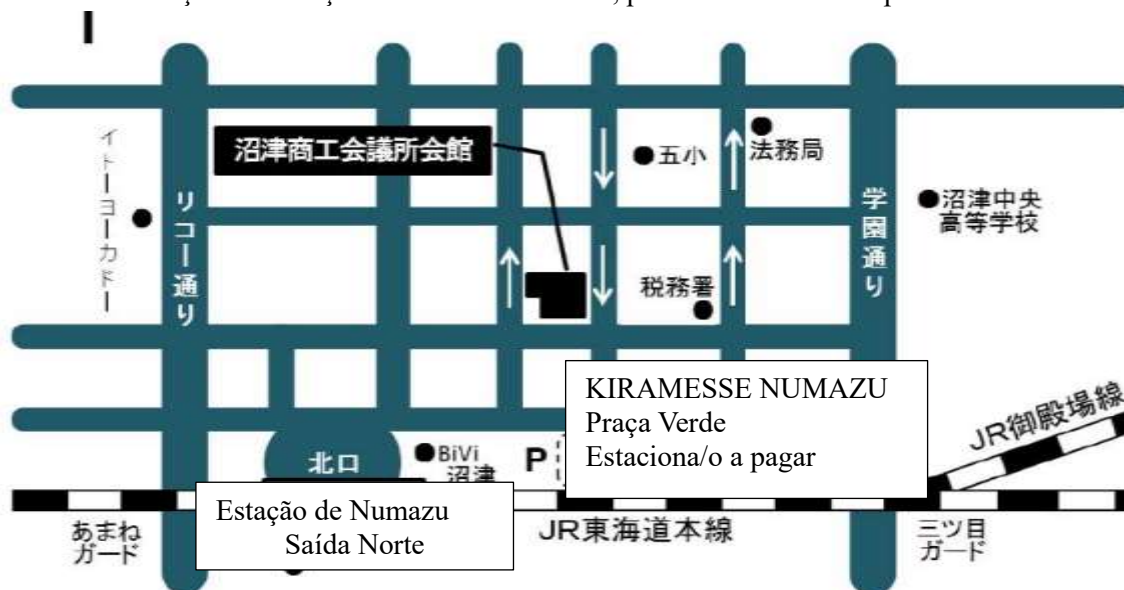 イトーヨーカドー
リコー通り
沼津商工会議所会館
五小
法務局
学園通り
沼津中央
高等学校
税務署
KIRAMESSE NUMAZU
Praça Verde
Estaciona/o a pagar
北口
BiVi
沼津
P
JR御殿場線
Estação de Numazu
Saída Norte
あまね
ガード
JR東海道本線
三ツ目
ガード